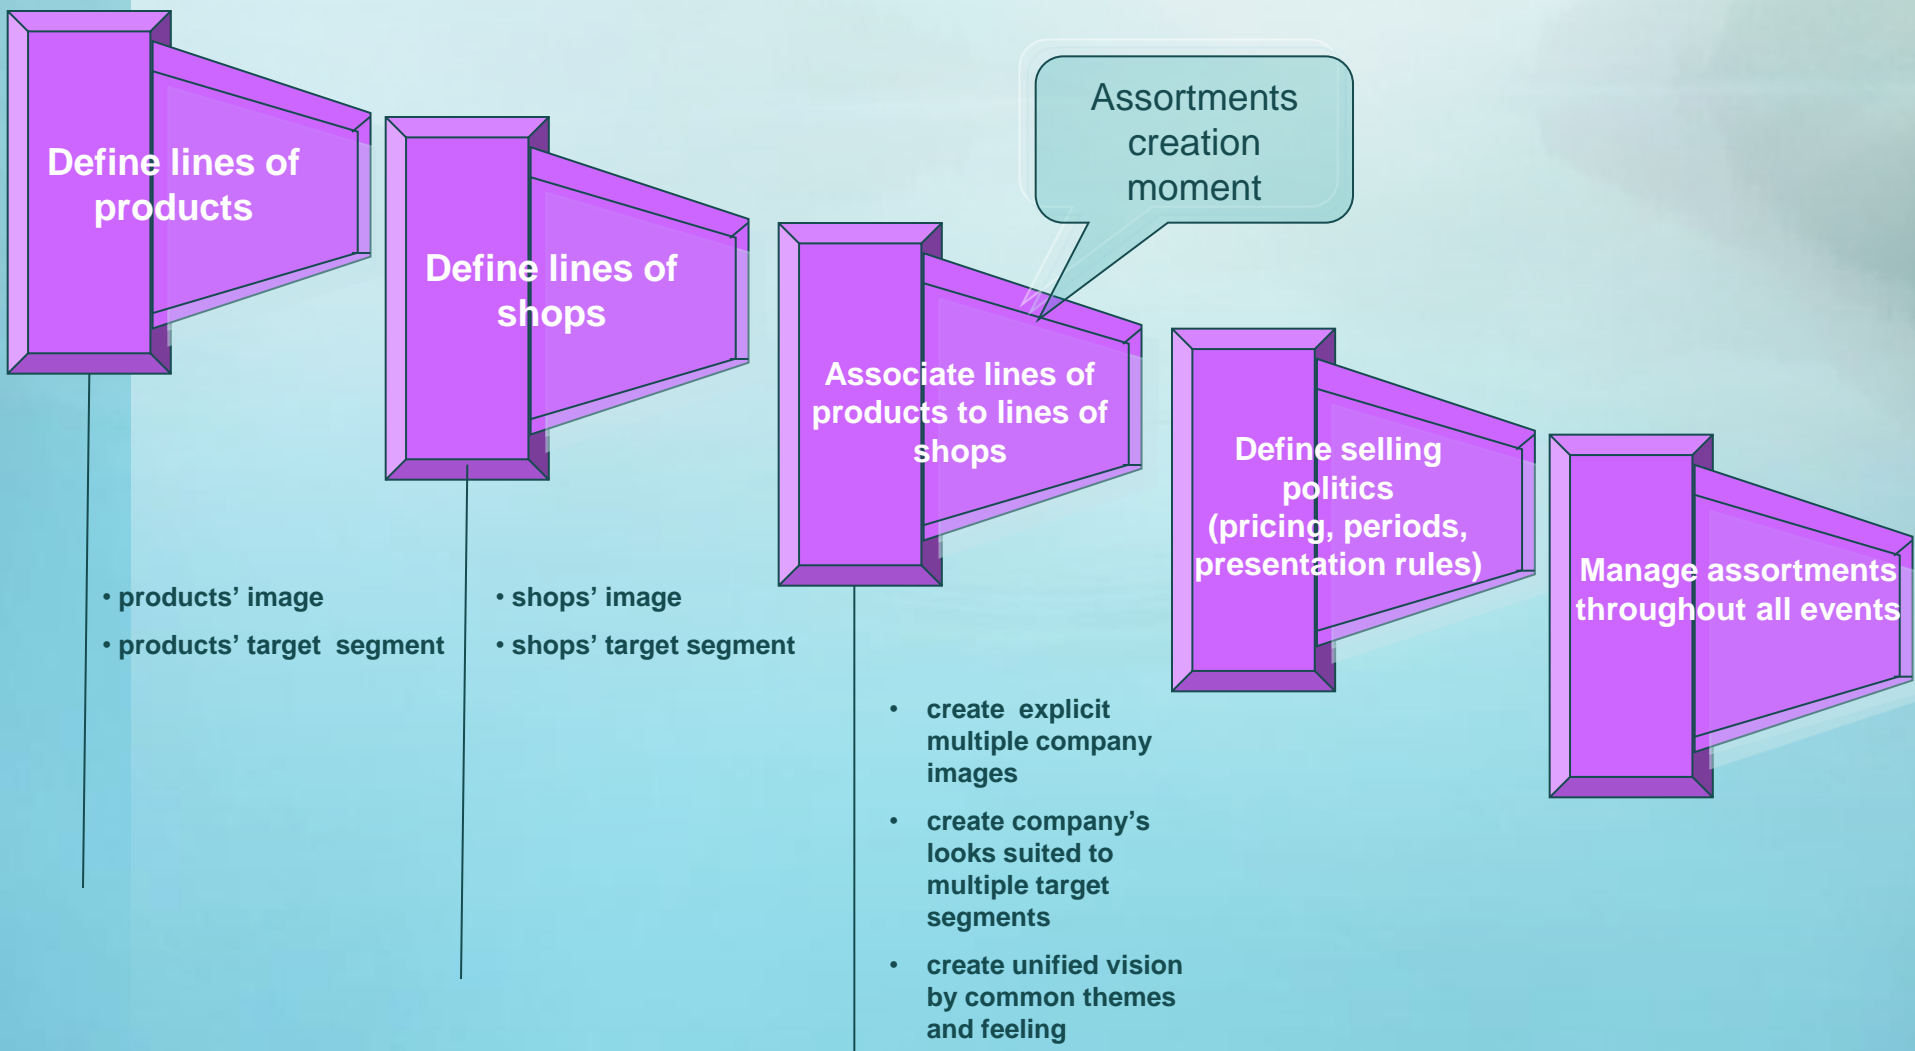 Define lines of
products
Define lines of
shops
Assortments
creation
moment
Associate lines of
products to lines of
shops
Define selling
politics
(pricing, periods,
presentation rules)
Manage assortments
throughout all events
• products’ image
• products’ target segment
• shops’ image
• shops’ target segment
• create explicit
multiple company
images
• create company’s
looks suited to
multiple target
segments
• create unified vision
by common themes
and feeling